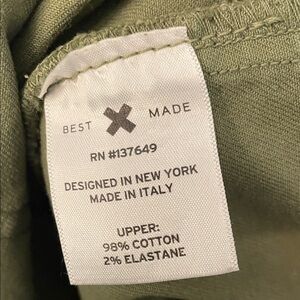 BEST MADE
RN #137649
DESIGNED IN NEW YORK
MADE IN ITALY
UPPER:
98% COTTON
2% ELASTANE